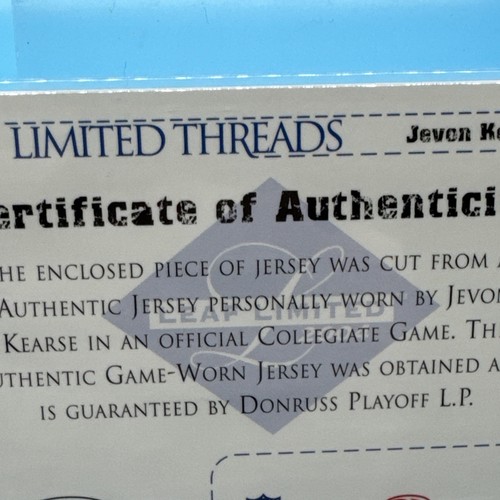 LIMITED THREADS Jevon Ke
ertificate of Authentici
HE ENCLOSED PIECE OF JERSEY WAS CUT FROM A
AUTHENTIC JERSEY PERSONALLY WORN BY JEVON
LEAF LIMITED
KEARSE IN AN OFFICIAL COLLEGIATE GAME. THI
UTHENTIC GAME-WORN JERSEY WAS OBTAINED A
IS GUARANTEED BY DONRUSS PLAYOFF L.P.